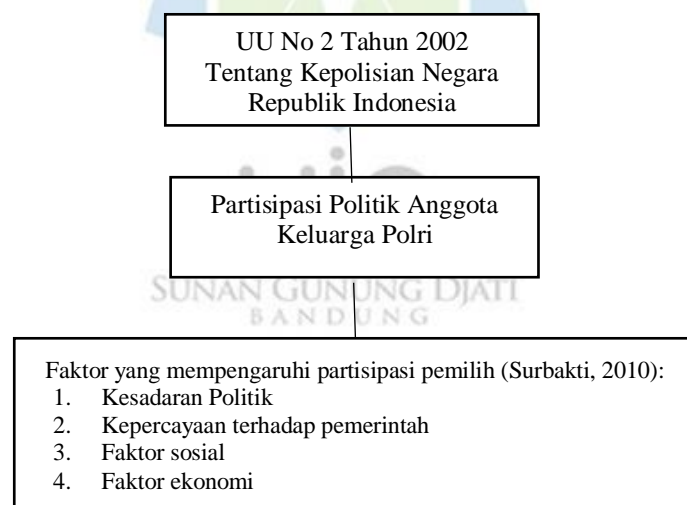 UU No 2 Tahun 2002
Tentang Kepolisian Negara
Republik Indonesia
Partisipasi Politik Anggota
Keluarga Polri
SUNAN GUNUNG DJATI
BANDUNG
Faktor yang mempengaruhi partisipasi pemilih (Surbakti, 2010):
1. Kesadaran Politik
2. Kepercayaan terhadap pemerintah
3. Faktor sosial
4. Faktor ekonomi